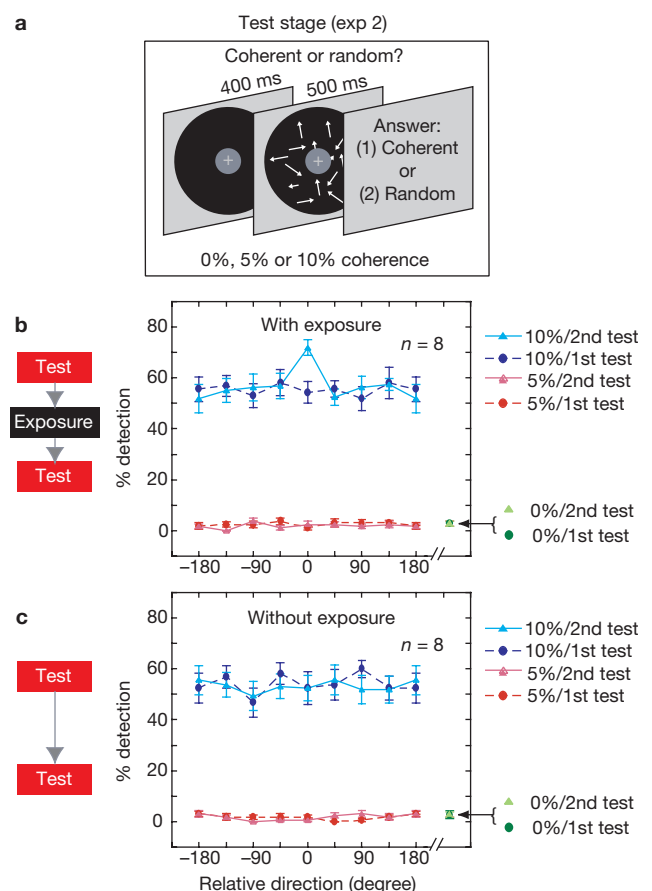 a
Test stage (exp 2)
Coherent or random?
400 ms
500 ms
Answer:
(1) Coherent
or
(2) Random
0%, 5% or 10% coherence
b
Test
Exposure
Test
% detection
80
60
40
20
0
With exposure
n = 8
−180
−90
0
90
180
10%/2nd test
10%/1st test
5%/2nd test
5%/1st test
0%/2nd test
0%/1st test
c
Test
Test
% detection
80
60
40
20
0
Without exposure
n = 8
−180
−90
0
90
180
Relative direction (degree)
10%/2nd test
10%/1st test
5%/2nd test
5%/1st test
0%/2nd test
0%/1st test